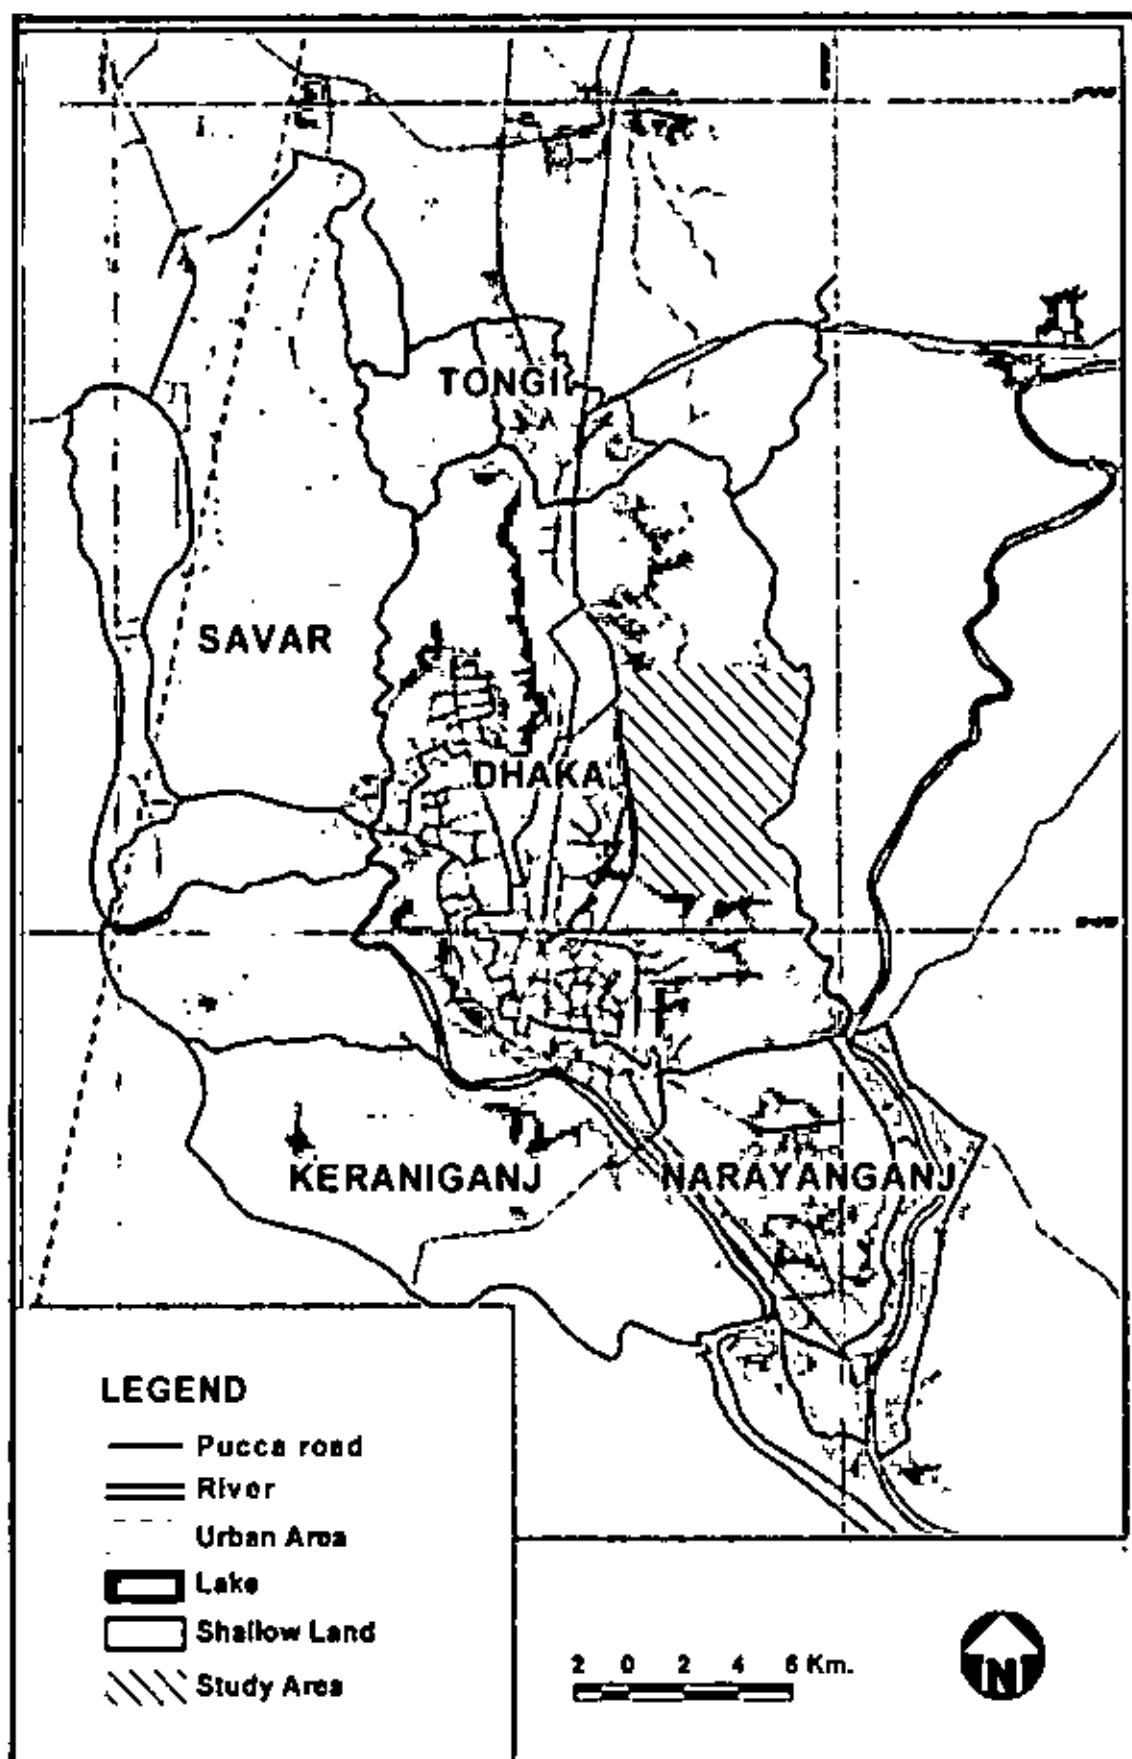 TONGI
SAVAR
DHAKA
KERANIGANJ
NARAYANGANJ
LEGEND
Pucca road
River
Urban Area
Lake
Shallow Land
Study Area
2 0 2 4 6 Km.
N